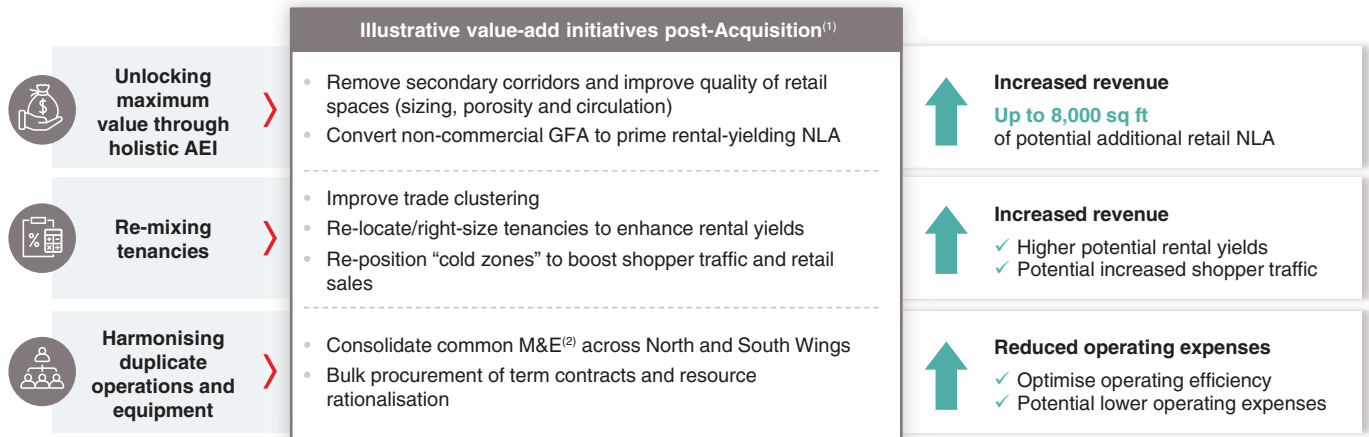 Illustrative value-add initiatives post-Acquisition(1)
Unlocking
maximum
value through
holistic AEI
• Remove secondary corridors and improve quality of retail
spaces (sizing, porosity and circulation)
• Convert non-commercial GFA to prime rental-yielding NLA
Increased revenue
Up to 8,000 sq ft
of potential additional retail NLA
Re-mixing
tenancies
• Improve trade clustering
• Re-locate/right-size tenancies to enhance rental yields
• Re-position “cold zones” to boost shopper traffic and retail
sales
Increased revenue
✓ Higher potential rental yields
✓ Potential increased shopper traffic
Harmonising
duplicate
operations and
equipment
• Consolidate common M&E(2) across North and South Wings
• Bulk procurement of term contracts and resource
rationalisation
Reduced operating expenses
✓ Optimise operating efficiency
✓ Potential lower operating expenses